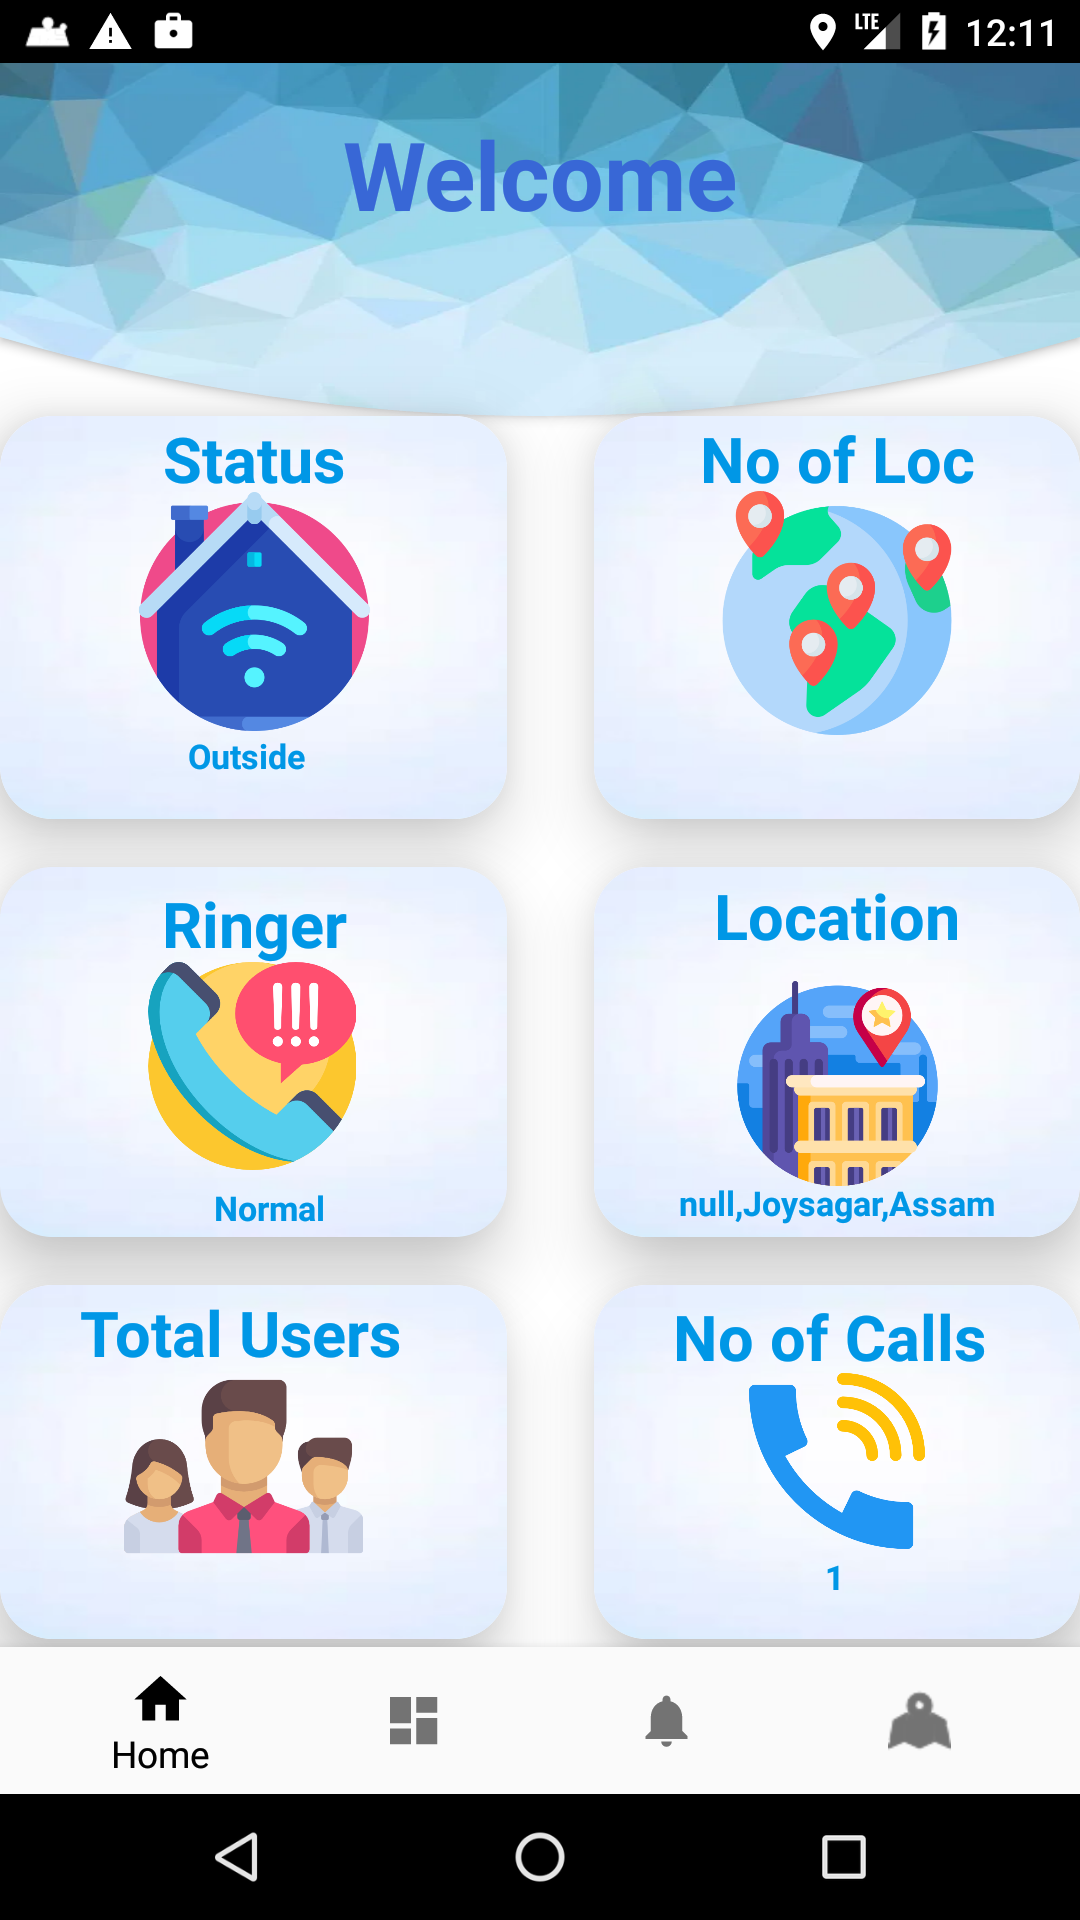 LTE 12:11
Welcome
Status
No of Loc
Outside
Ringer
Location
Normal
null,Joysagar,Assam
Total Users
No of Calls
1
Home